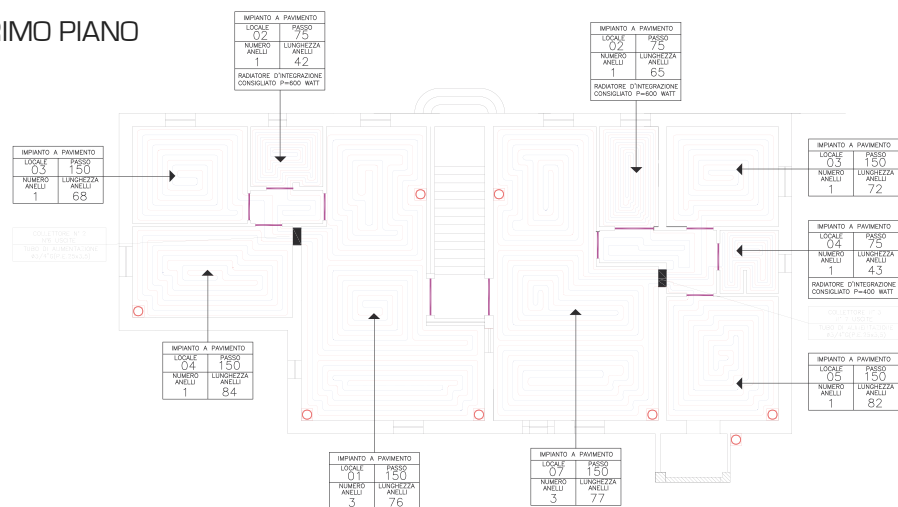 RIMO PIANO
IMPIANTO A PAVIMENTO
LOCALE PASSO
02 75
NUMERO ANELLI LUNGHEZZA ANELLI
1 42
RADIATORE D'INTEGRAZIONE
CONSIGLIATO P=600 WATT
IMPIANTO A PAVIMENTO
LOCALE PASSO
02 75
NUMERO ANELLI LUNGHEZZA ANELLI
1 65
RADIATORE D'INTEGRAZIONE
CONSIGLIATO P=600 WATT
IMPIANTO A PAVIMENTO
LOCALE PASSO
03 150
NUMERO ANELLI LUNGHEZZA ANELLI
1 68
IMPIANTO A PAVIMENTO
LOCALE PASSO
03 150
NUMERO ANELLI LUNGHEZZA ANELLI
1 72
IMPIANTO A PAVIMENTO
LOCALE PASSO
04 75
NUMERO ANELLI LUNGHEZZA ANELLI
1 43
RADIATORE D'INTEGRAZIONE
CONSIGLIATO P=400 WATT
IMPIANTO A PAVIMENTO
LOCALE PASSO
04 150
NUMERO ANELLI LUNGHEZZA ANELLI
1 84
IMPIANTO A PAVIMENTO
LOCALE PASSO
05 150
NUMERO ANELLI LUNGHEZZA ANELLI
1 82
IMPIANTO A PAVIMENTO
LOCALE PASSO
01 150
NUMERO ANELLI LUNGHEZZA ANELLI
3 76
IMPIANTO A PAVIMENTO
LOCALE PASSO
07 150
NUMERO ANELLI LUNGHEZZA ANELLI
3 77